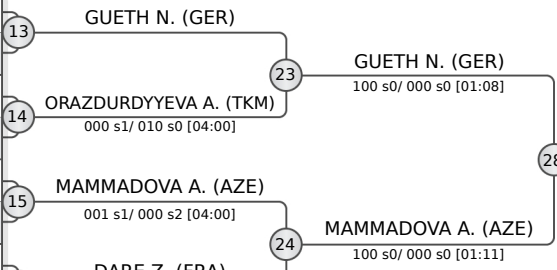 GUETH N. (GER)
13
23
GUETH N. (GER)
100 s0/ 000 s0 [01:08]
ORAZDURDYYEVA A. (TKM)
14
000 s1/ 010 s0 [04:00]
28
MAMMADOVA A. (AZE)
15
001 s1/ 000 s2 [04:00]
24
MAMMADOVA A. (AZE)
100 s0/ 000 s0 [01:11]